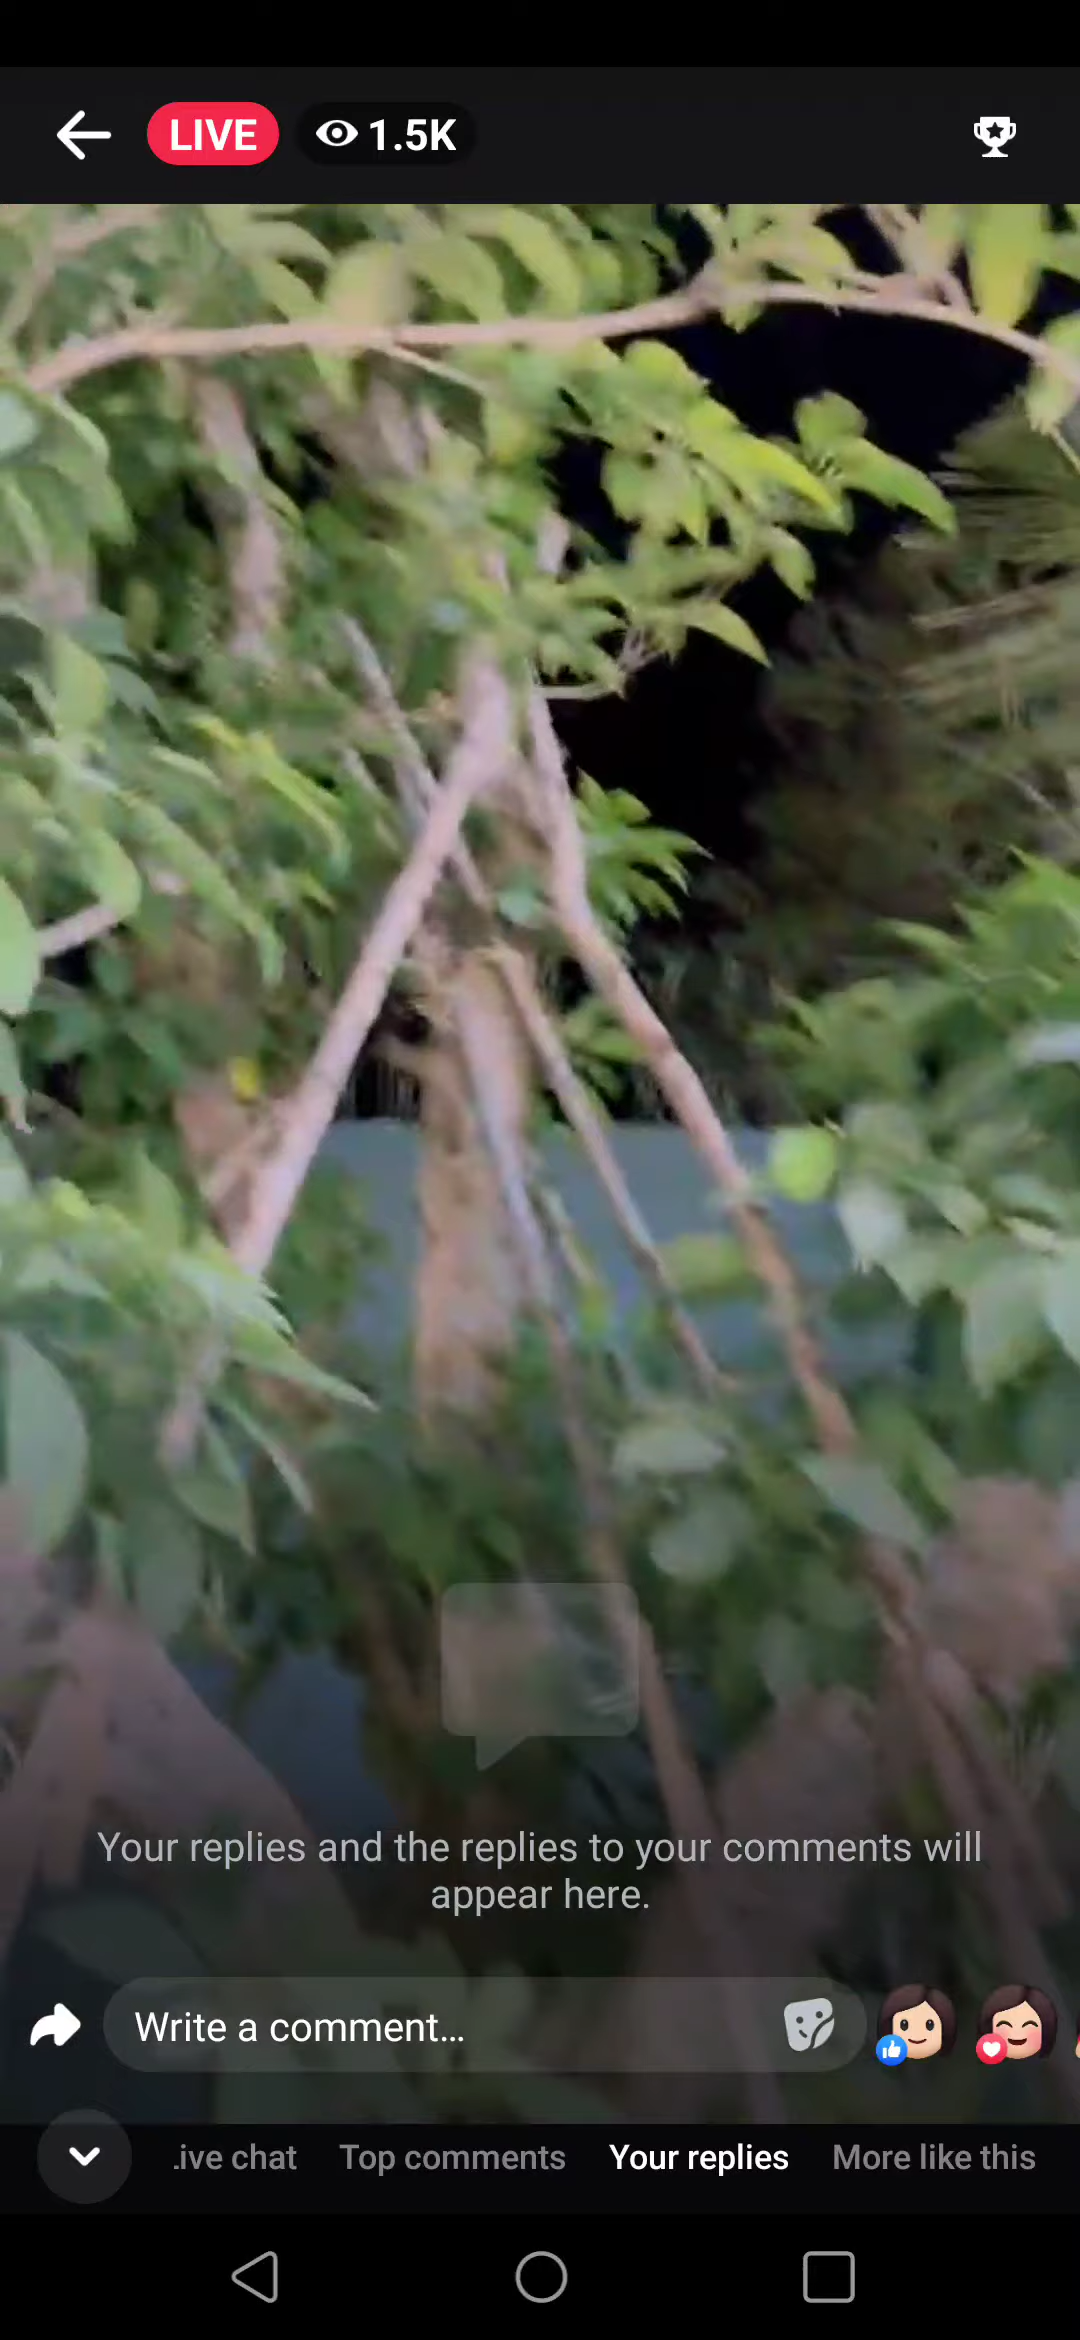 LIVE 1.5K
Your replies and the replies to your comments will
appear here.
Write a comment...
.ive chat Top comments Your replies More like this